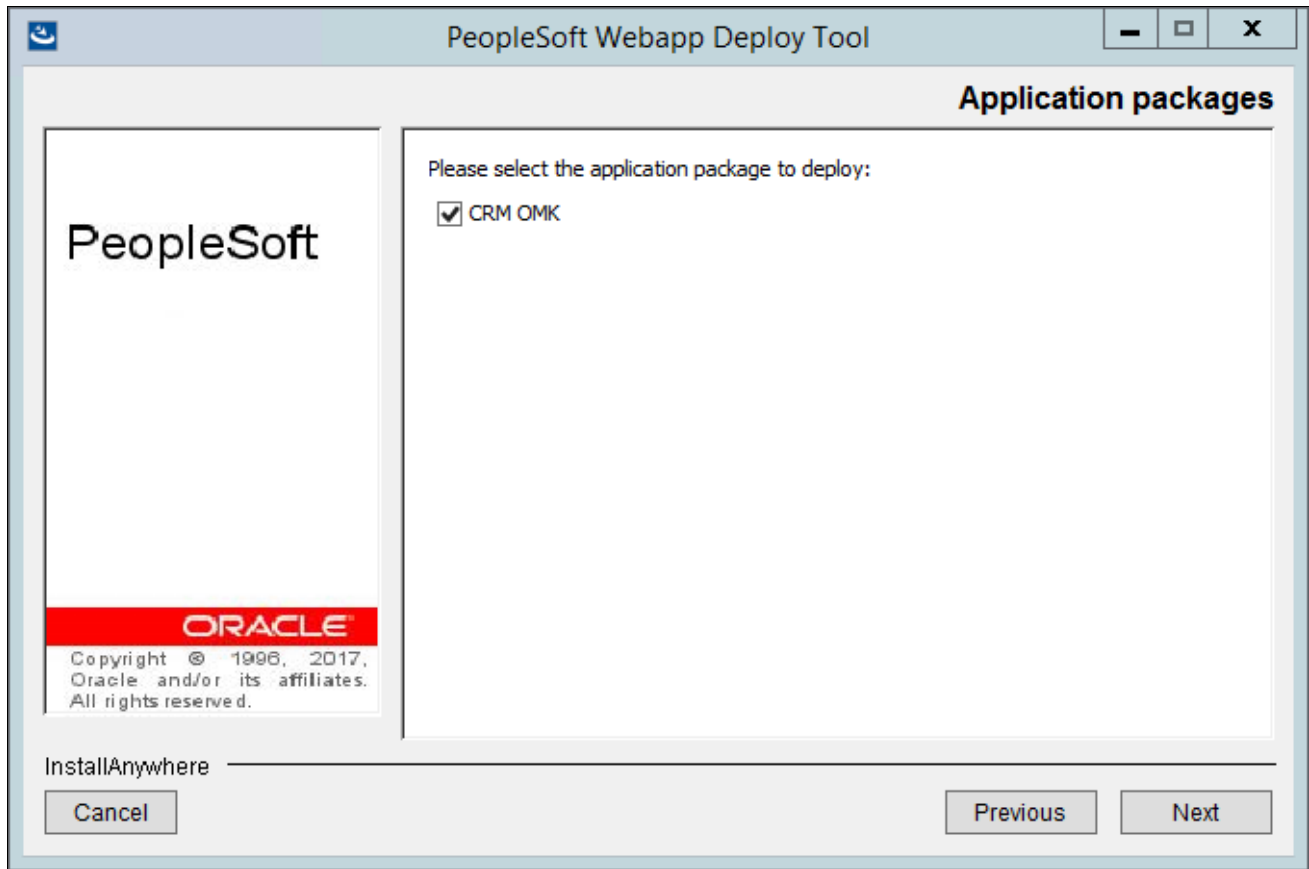 PeopleSoft Webapp Deploy Tool
Application packages
PeopleSoft
ORACLE
Copyright © 1996, 2017,
Oracle and/or its affiliates.
All rights reserved.
Please select the application package to deploy:
CRM OMK
InstallAnywhere
Cancel
Previous
Next